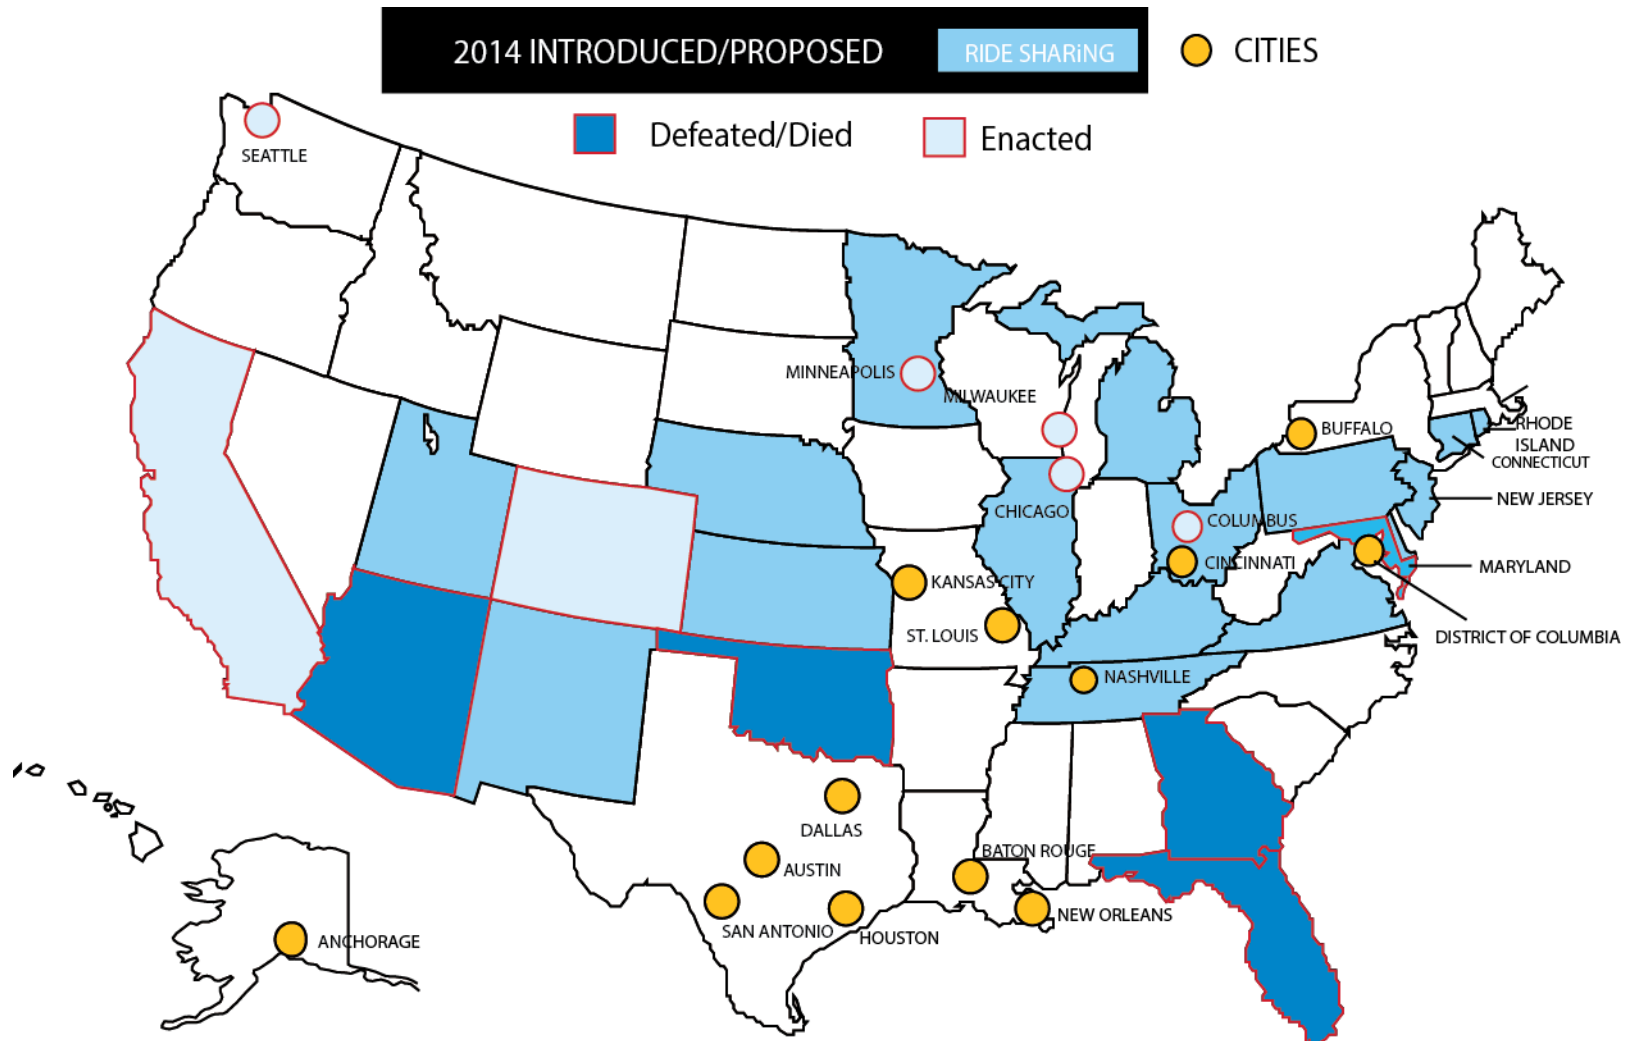 2014 INTRODUCED/PROPOSED
RIDE SHARiNG
CITIES
Defeated/Died
Enacted
SEATTLE
MINNEAPOLIS
MILWAUKEE
BUFFALO
RHODE
ISLAND
CONNECTICUT
NEW JERSEY
CHICAGO
COLUMBUS
CINCINNATI
MARYLAND
KANSAS CITY
ST. LOUIS
DISTRICT OF COLUMBIA
NASHVILLE
DALLAS
AUSTIN
BATON ROUGE
SAN ANTONIO
HOUSTON
NEW ORLEANS
ANCHORAGE